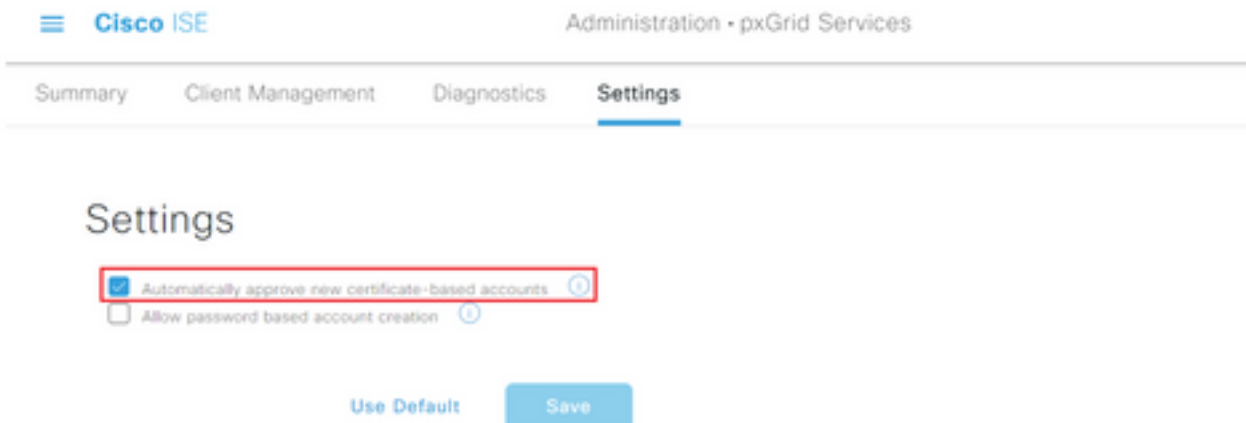 Cisco ISE Administration • pxGrid Services
Summary Client Management Diagnostics Settings
Settings
Automatically approve new certificate-based accounts
Allow password based account creation
Use Default Save